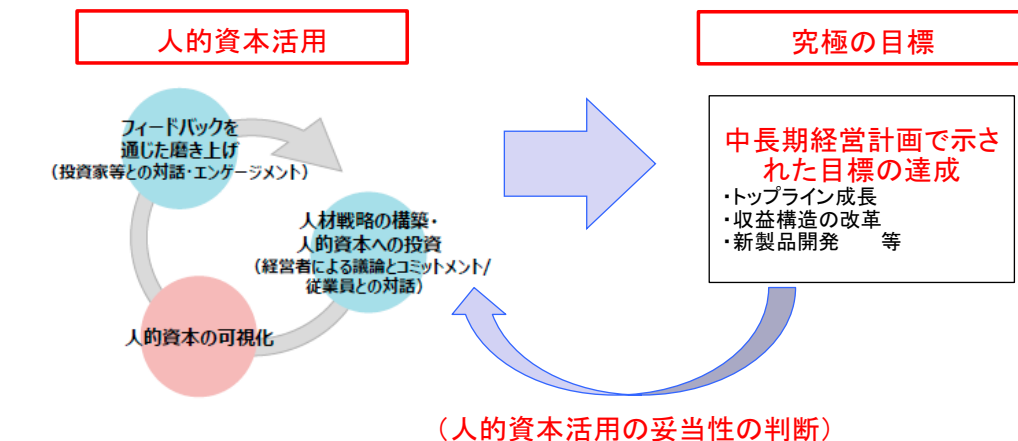 人的資本活用
究極の目標
フィードバックを
通じた磨き上げ
(投資家等との対話・エンゲージメント)
人材戦略の構築・
人的資本への投資
(経営者による議論とコミットメント/
従業員との対話)
人的資本の可視化
中長期経営計画で示さ
れた目標の達成
・トップライン成長
・収益構造の改革
・新製品開発　　等
（人的資本活用の妥当性の判断）